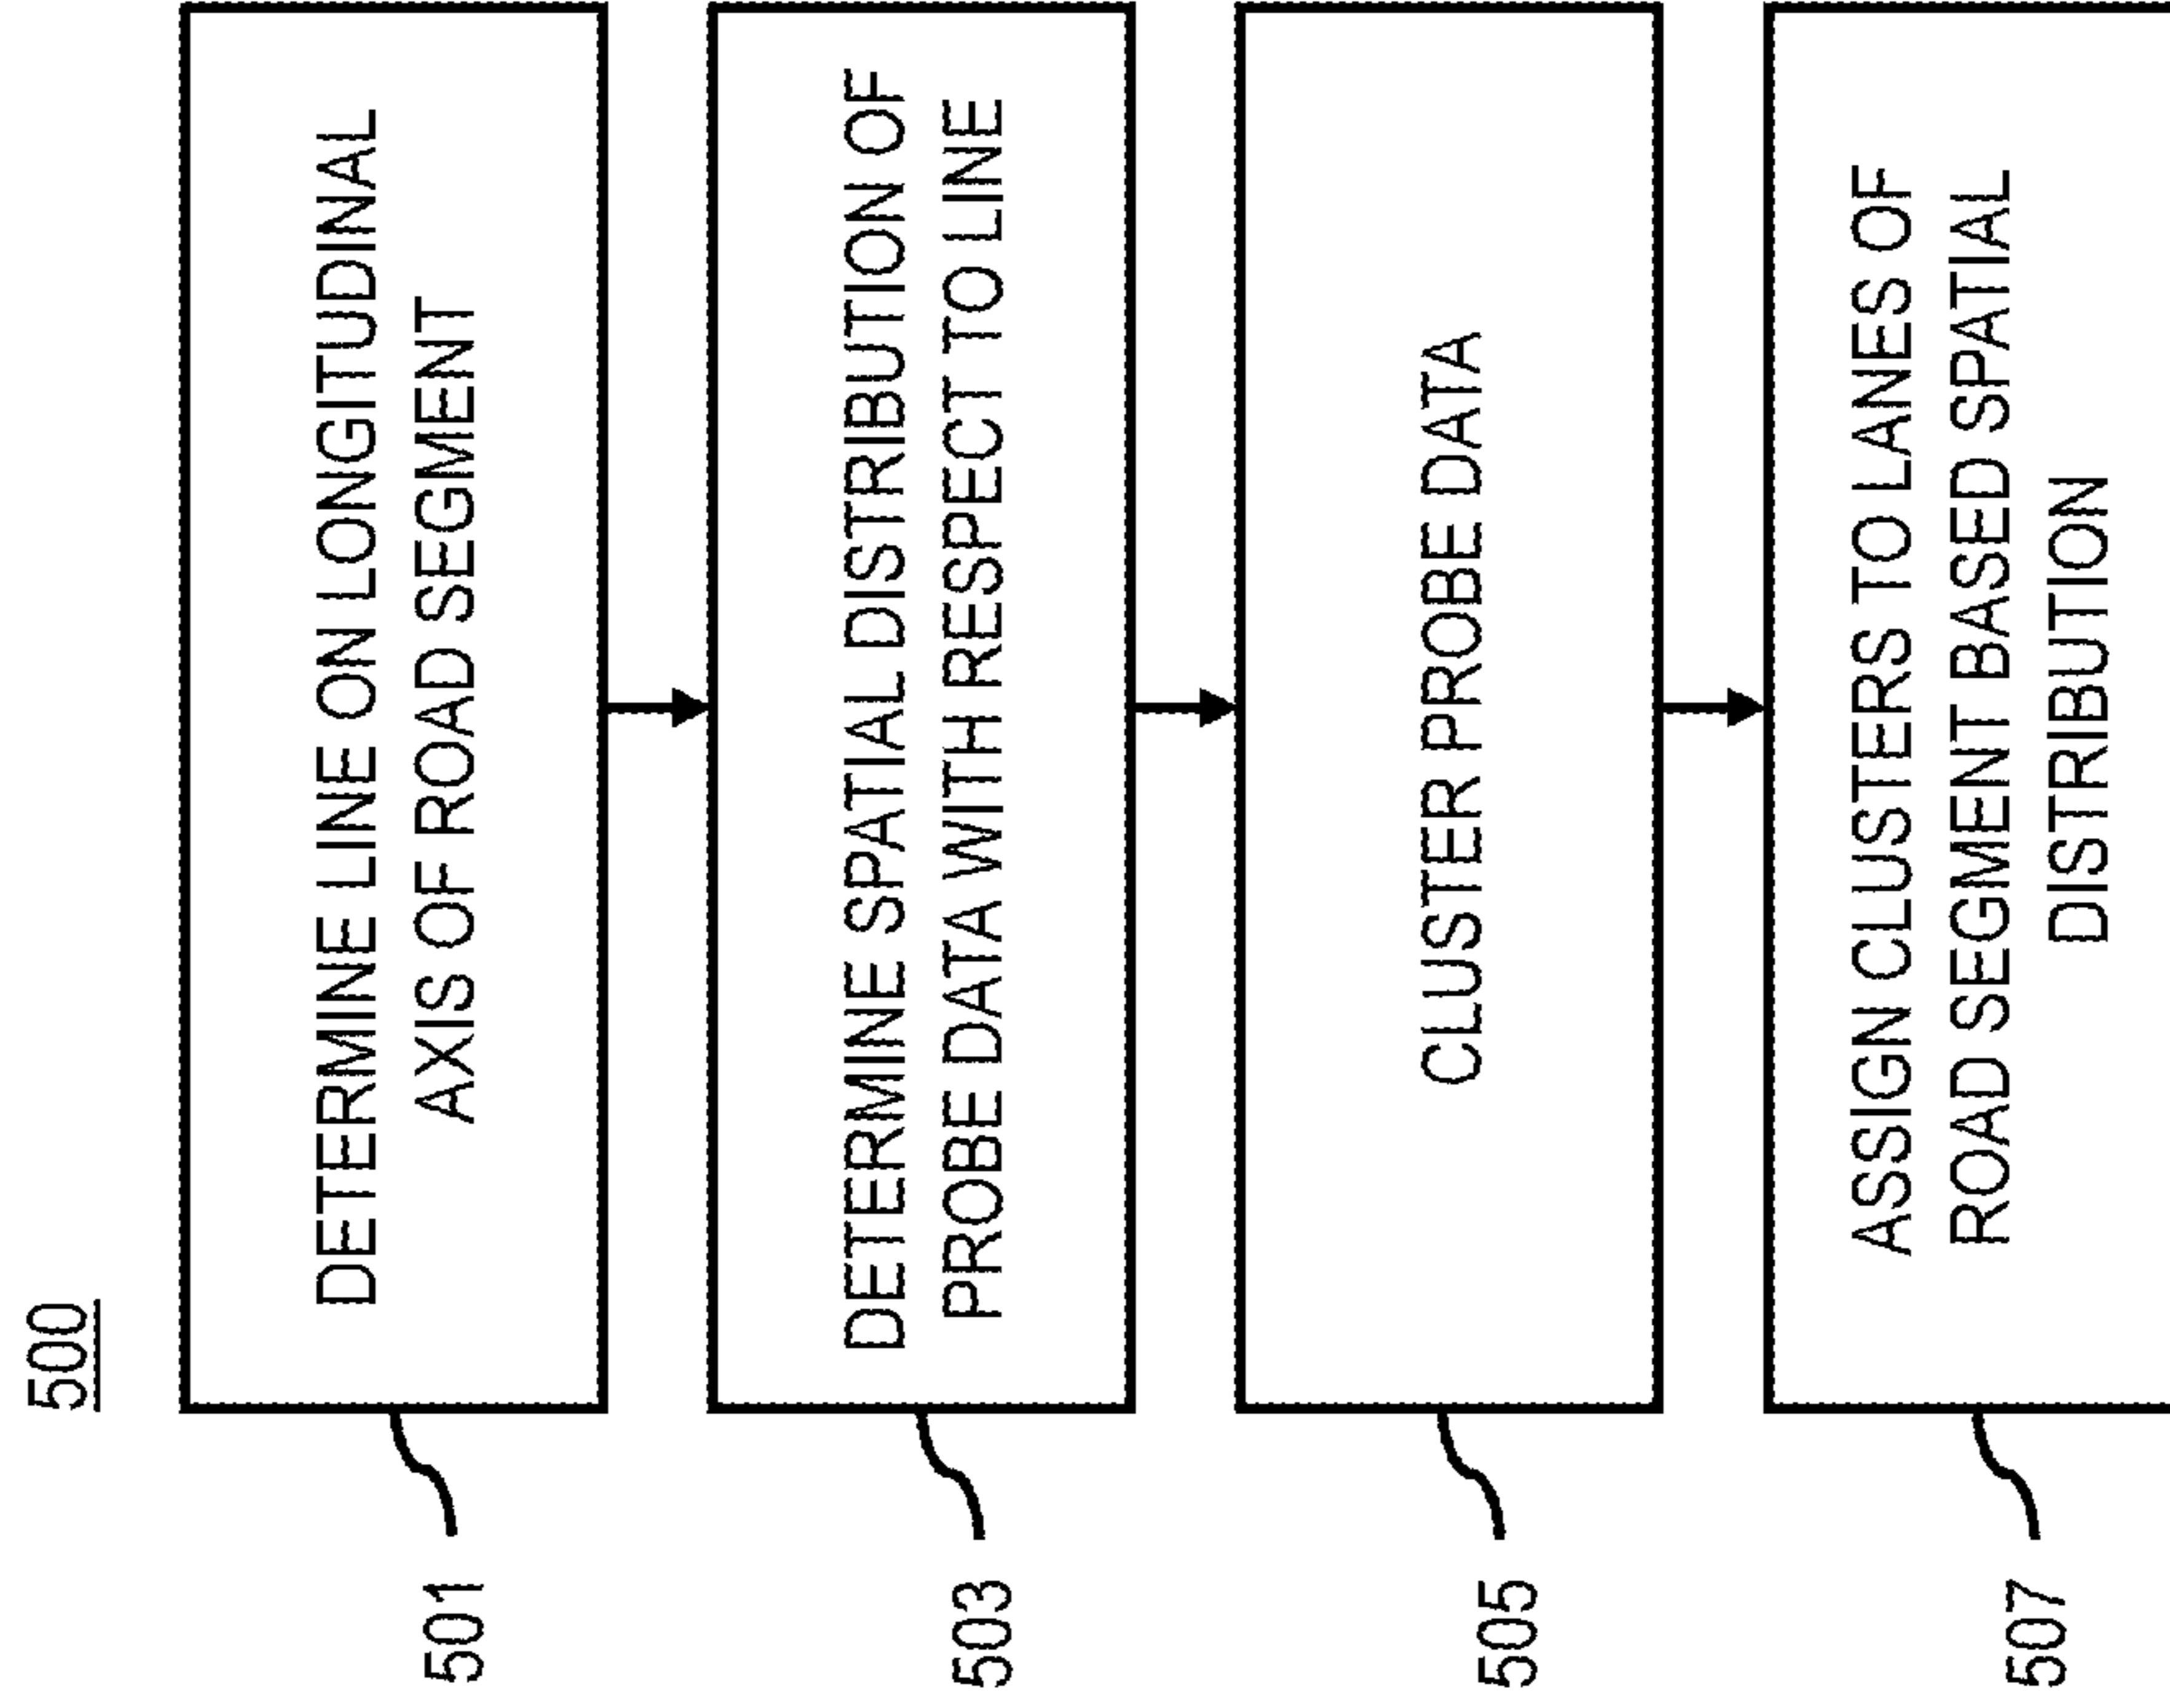 500
501
DETERMINE LINE ON LONGITUDINAL
AXIS OF ROAD SEGMENT
503
DETERMINE SPATIAL DISTRIBUTION OF
PROBE DATA WITH RESPECT TO LINE
505
CLUSTER PROBE DATA
507
ASSIGN CLUSTERS TO LANES OF
ROAD SEGMENT BASED SPATIAL
DISTRIBUTION